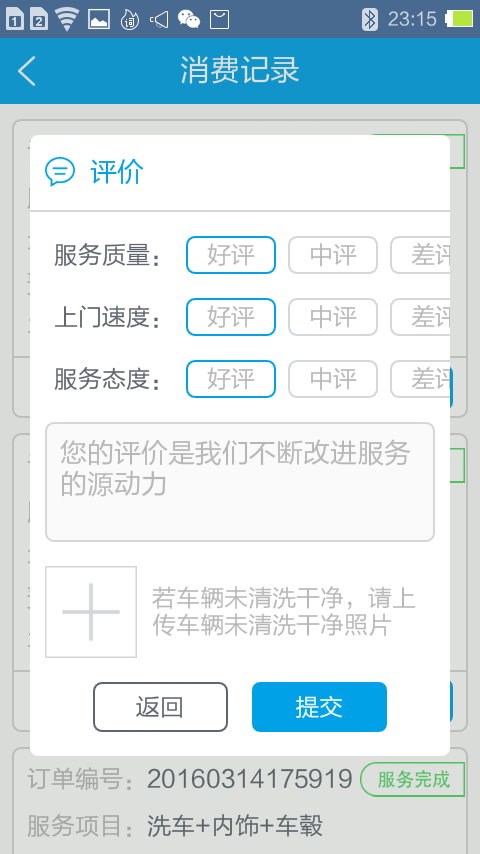 1
2
23:15
消费记录
评价
服务质量： 好评 中评 差评
上门速度： 好评 中评 差评
服务态度： 好评 中评 差评
您的评价是我们不断改进服务
的源动力
若车辆未清洗干净，请上
传车辆未清洗干净照片
返回 提交
订单编号：20160314175919 服务完成
服务项目：洗车+内饰+车毂